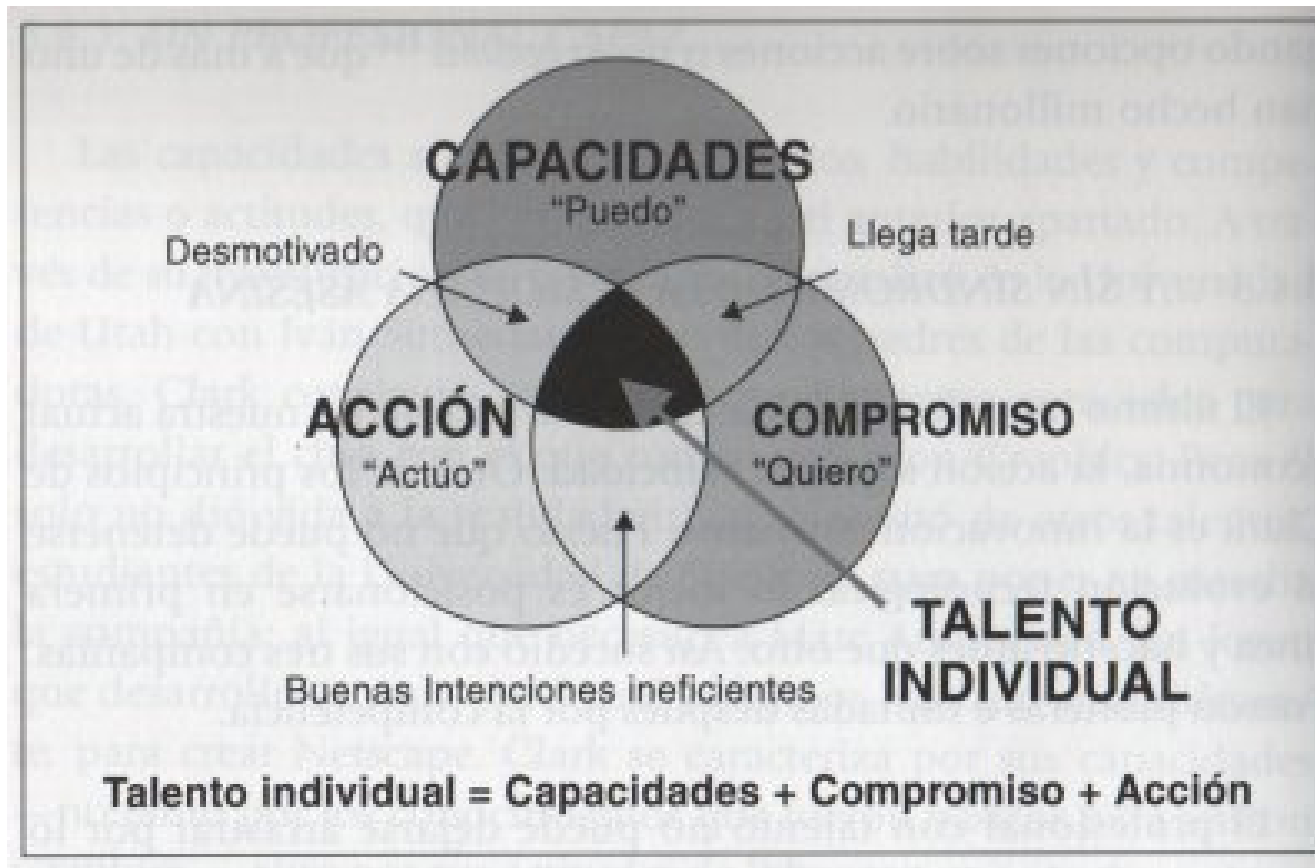 CAPACIDADES
“Puedo”
Desmotivado
Llega tarde
ACCIÓN
“Actúo”
COMPROMISO
“Quiero”
TALENTO
INDIVIDUAL
Buenas Intenciones ineficientes
Talento individual = Capacidades + Compromiso + Acción